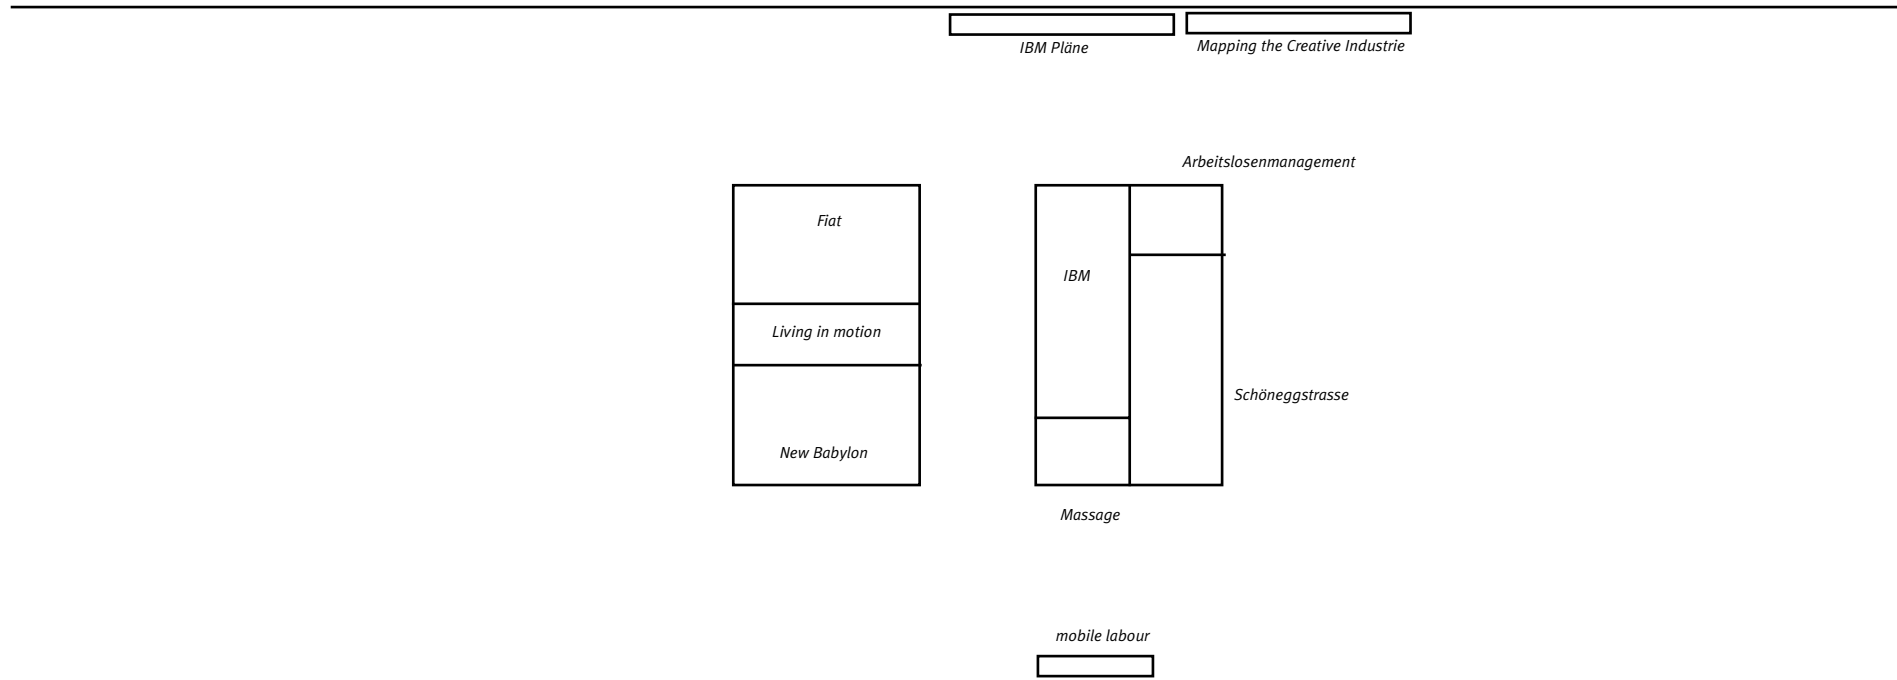 IBM Pläne
Mapping the Creative Industrie
Arbeitslosenmanagement
Fiat
IBM
Living in motion
Schöneggstrasse
New Babylon
Massage
mobile labour